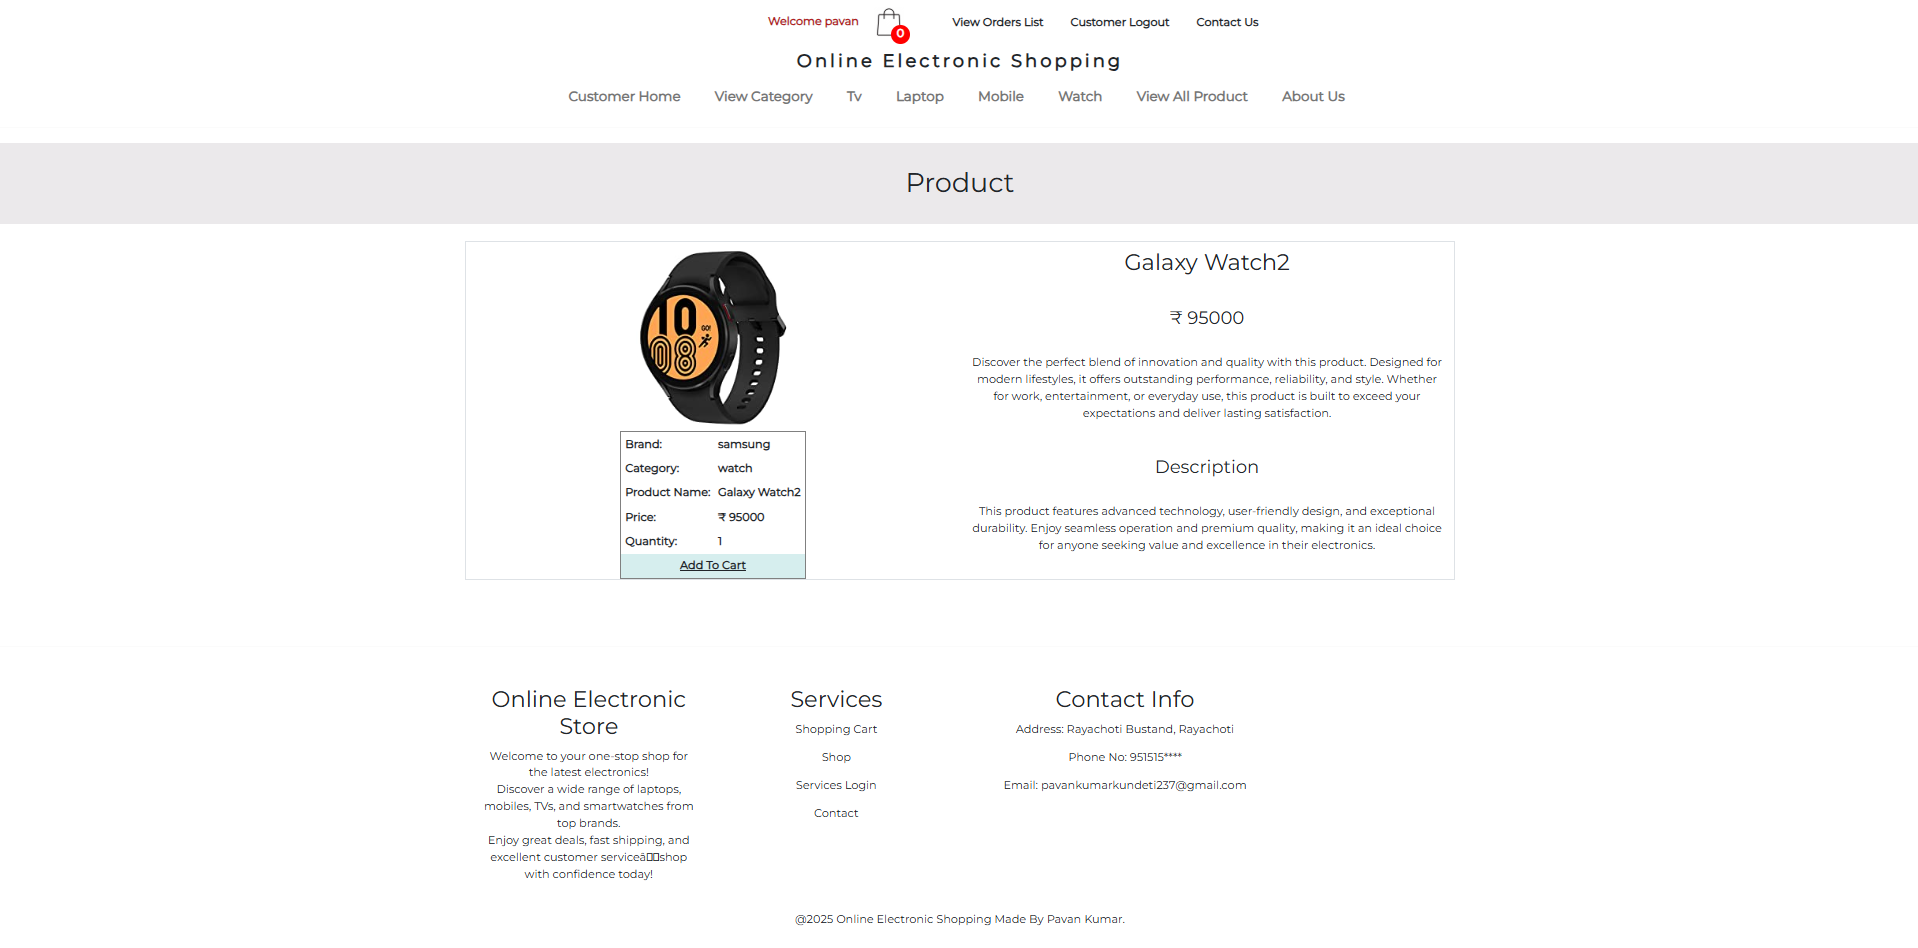 Welcome pavan
0
View Orders List Customer Logout Contact Us
Online Electronic Shopping
Customer Home View Category Tv Laptop Mobile Watch View All Product About Us
Product
10
GO!
08
Brand: samsung
Category: watch
Product Name: Galaxy Watch2
Price: ₹ 95000
Quantity: 1
Add To Cart
Galaxy Watch2
₹ 95000
Discover the perfect blend of innovation and quality with this product. Designed for
modern lifestyles, it offers outstanding performance, reliability, and style. Whether
for work, entertainment, or everyday use, this product is built to exceed your
expectations and deliver lasting satisfaction.
Description
This product features advanced technology, user-friendly design, and exceptional
durability. Enjoy seamless operation and premium quality, making it an ideal choice
for anyone seeking value and excellence in their electronics.
Online Electronic
Store
Welcome to your one-stop shop for
the latest electronics!
Discover a wide range of laptops,
mobiles, TVs, and smartwatches from
top brands.
Enjoy great deals, fast shipping, and
excellent customer serviceâ▯▯shop
with confidence today!
Services
Shopping Cart
Shop
Services Login
Contact
Contact Info
Address: Rayachoti Bustand, Rayachoti
Phone No: 951515****
Email: pavankumarkundeti237@gmail.com
@2025 Online Electronic Shopping Made By Pavan Kumar.